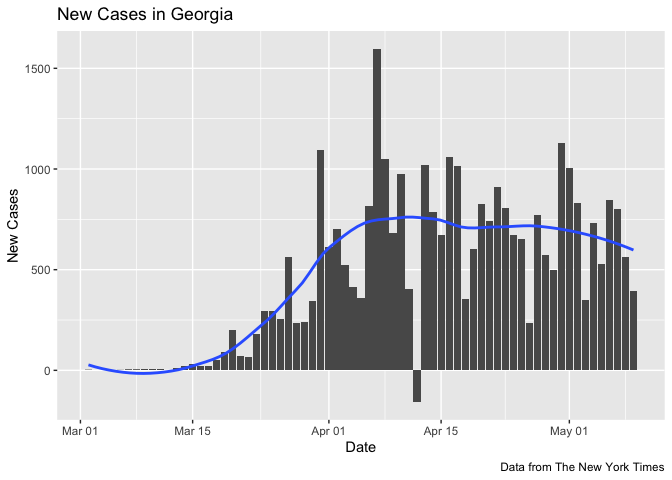 New Cases in Georgia
New Cases
1500
1000
500
0
Mar 01
Mar 15
Apr 01
Apr 15
May 01
Date
Data from The New York Times